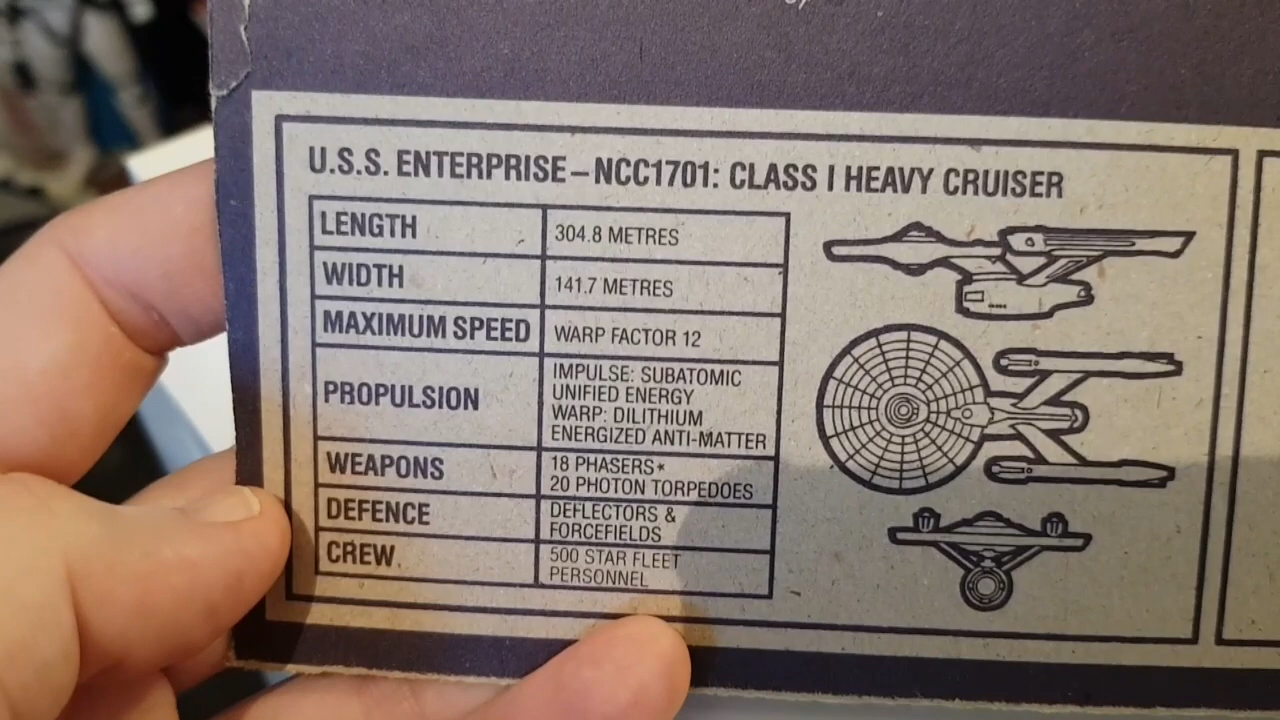 U.S.S. ENTERPRISE – NCC1701: CLASS I HEAVY CRUISER
LENGTH 304.8 METRES
WIDTH 141.7 METRES
MAXIMUM SPEED WARP FACTOR 12
PROPULSION IMPULSE: SUBATOMIC
UNIFIED ENERGY
WARP: DILITHIUM
ENERGIZED ANTI-MATTER
WEAPONS 18 PHASERS*
20 PHOTON TORPEDOES
DEFENCE DEFLECTORS &
FORCEFIELDS
CREW 500 STAR FLEET
PERSONNEL